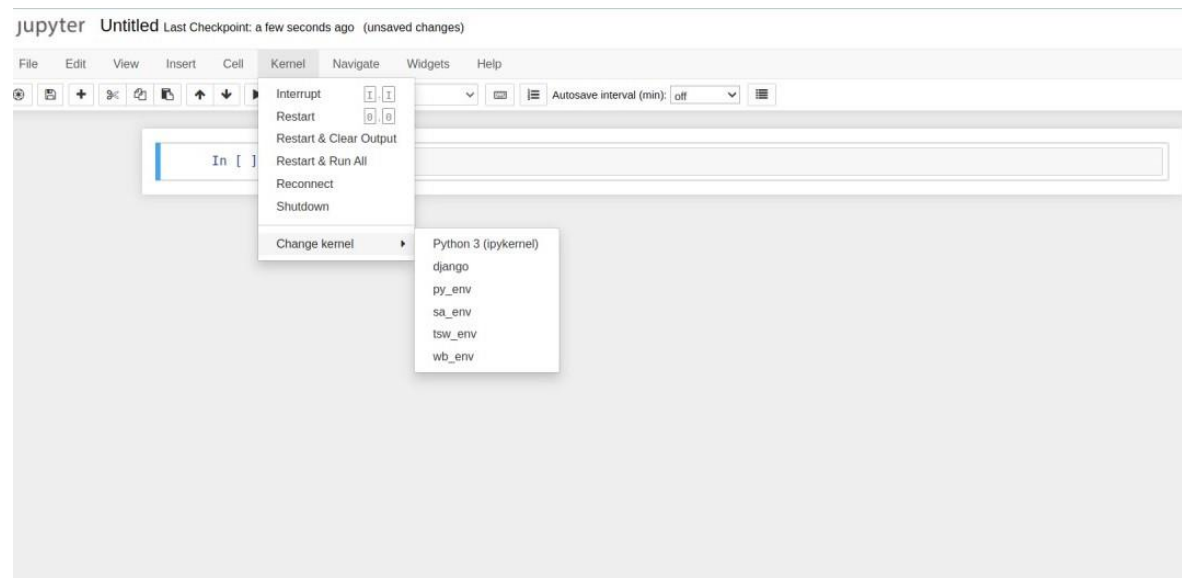 jupyter Untitled Last Checkpoint: a few seconds ago (unsaved changes)
File Edit View Insert Cell Kernel Navigate Widgets Help
Autosave interval (min): off
Interrupt I , I
Restart 0 , 0
Restart & Clear Output
In [ ] Restart & Run All
Reconnect
Shutdown
Change kernel Python 3 (ipykernel)
django
py_env
sa_env
tsw_env
wb_env